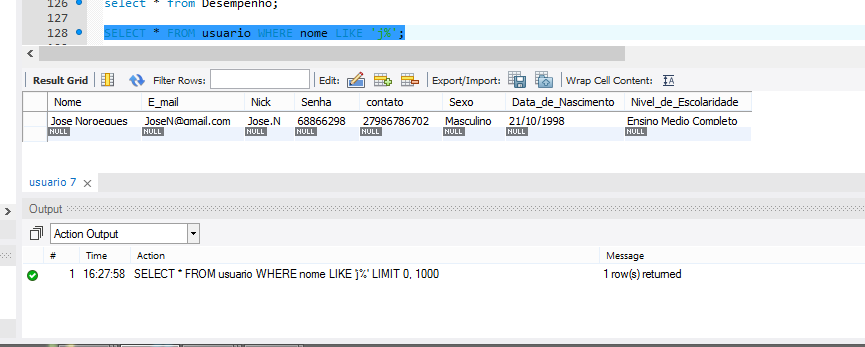 126 select * from Desempenho;
127
128 SELECT * FROM usuario WHERE nome LIKE 'j%';
Result Grid Filter Rows: Edit: Export/Import: Wrap Cell Content:
Nome E_mail Nick Senha contato Sexo Data_de_Nascimento Nivel_de_Escolaridade
Jose Noroegues JoseN@gmail.com Jose.N 68866298 27986786702 Masculino 21/10/1998 Ensino Medio Completo
NULL NULL NULL NULL NULL NULL NULL NULL
usuario 7
Output
Action Output
# Time Action Message
1 16:27:58 SELECT * FROM usuario WHERE nome LIKE 'j%' LIMIT 0, 1000 1 row(s) returned